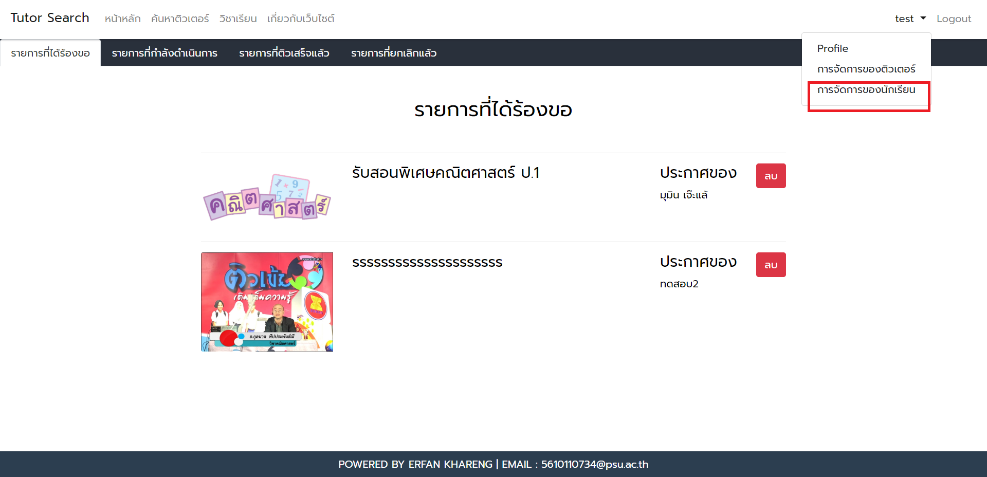 Tutor Search หน้าหลัก ค้นหาติวเตอร์ วิชาเรียน เกี่ยวกับเว็บไซต์ test Logout
Profile
การจัดการของติวเตอร์
การจัดการของนักเรียน
รายการที่ได้ร้องขอ รายการที่กำลังดำเนินการ รายการที่ติวเสร็จแล้ว รายการที่ยกเลิกแล้ว
รายการที่ได้ร้องขอ
คณิตศาสตร์
รับสอนพิเศษคณิตศาสตร์ ป.1
ประกาศของ
มุมิน เจ๊ะแล๊
ลบ
ติวเข้ม
เติมเต็มความรู้
sssssssssssssssssssss
ประกาศของ
ทดสอบ2
ลบ
POWERED BY ERFAN KHARENG | EMAIL : 5610110734@psu.ac.th